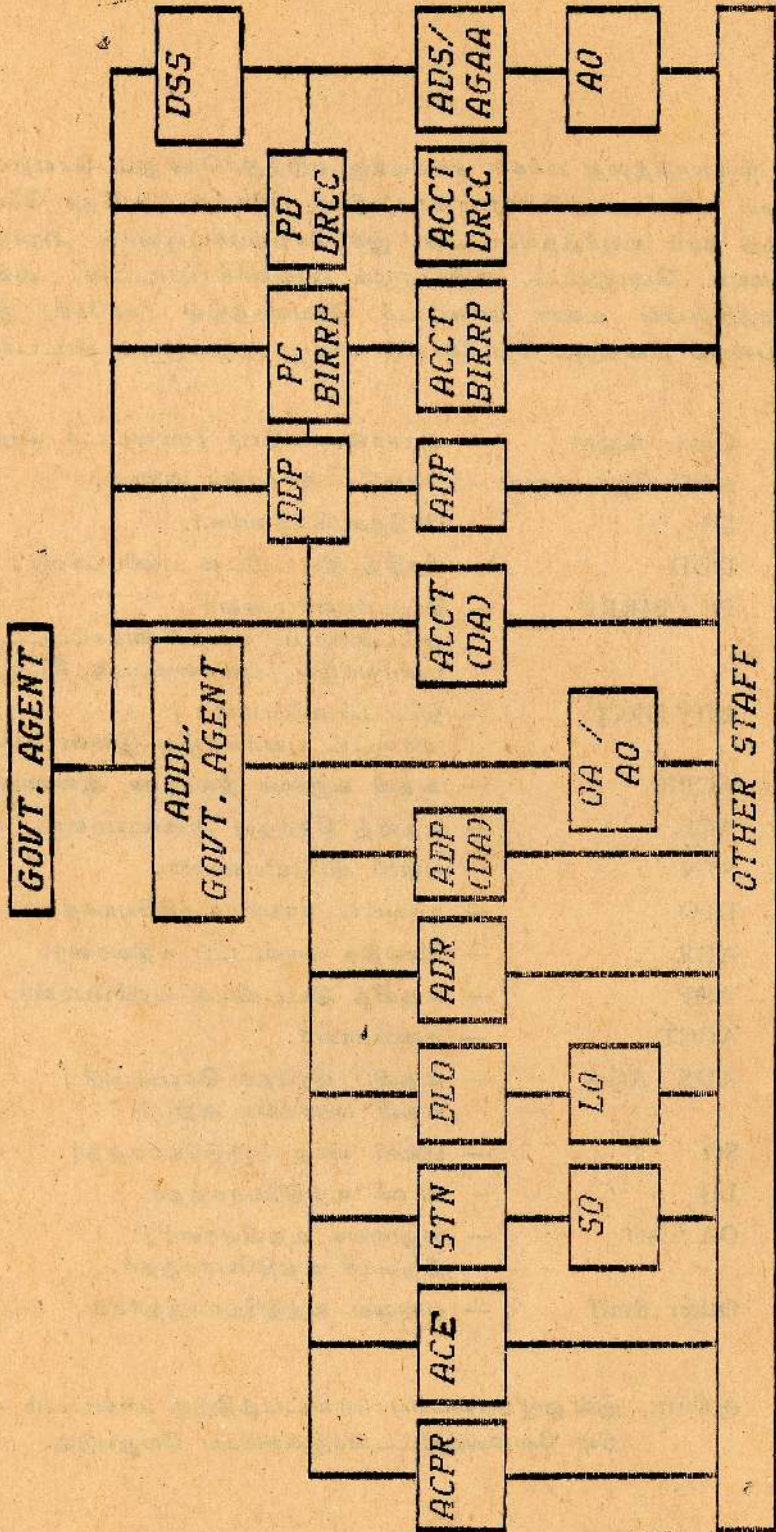 GOVT. AGENT
ADDL.
GOVT. AGENT
DSS
DDP
PC
BIRRP
PD
DRCC
ACPR
ACE
STN
DLO
ADR
ADP
(DA)
ACCT
(DA)
ADP
ACCT
BIRRP
ACCT
DRCC
ADS/
AGAA
SO
LO
OA /
AO
AO
OTHER STAFF